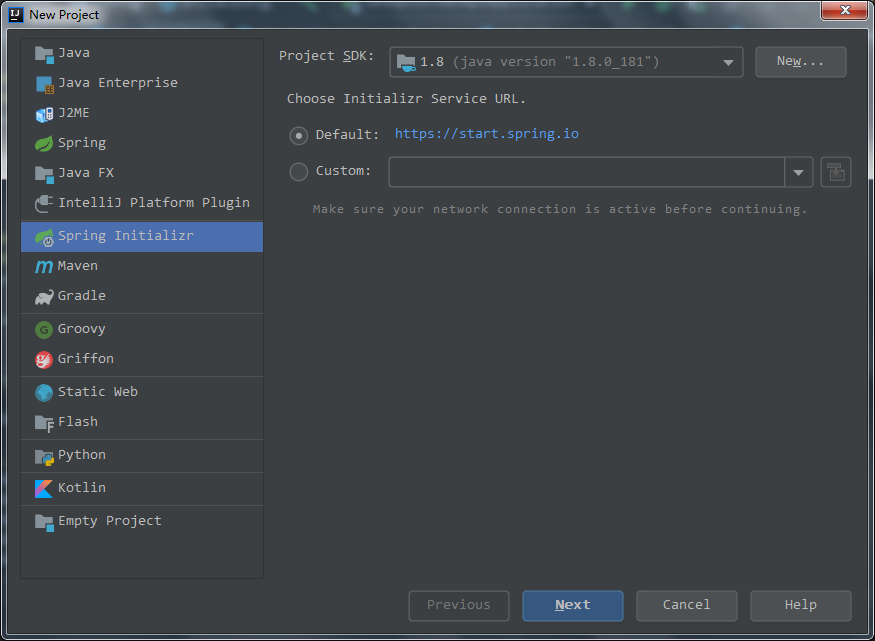 New Project
Java
Java Enterprise
J2ME
Spring
Java FX
IntelliJ Platform Plugin
Spring Initializr
Maven
Gradle
Groovy
Griffon
Static Web
Flash
Python
Kotlin
Empty Project
Project SDK: 1.8 (java version "1.8.0_181") New...
Choose Initializr Service URL.
Default: https://start.spring.io
Custom:
Make sure your network connection is active before continuing.
Previous Next Cancel Help